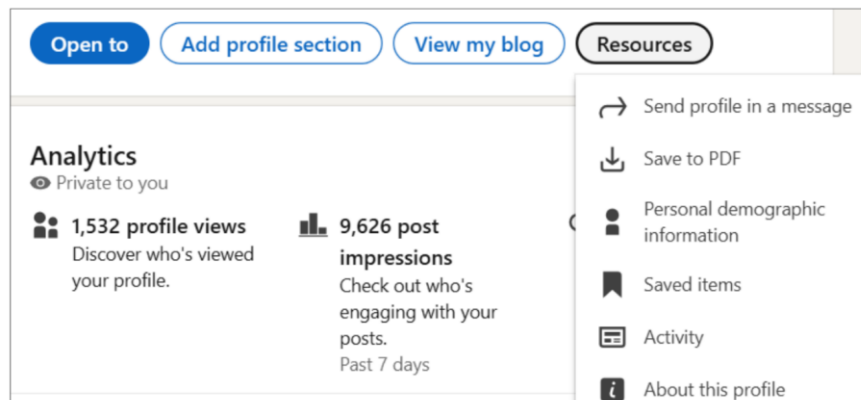 Open to
Add profile section
View my blog
Resources
Send profile in a message
Save to PDF
Personal demographic
information
Saved items
Activity
About this profile
Analytics
Private to you
1,532 profile views
Discover who's viewed
your profile.
9,626 post
impressions
Check out who's
engaging with your
posts.
Past 7 days